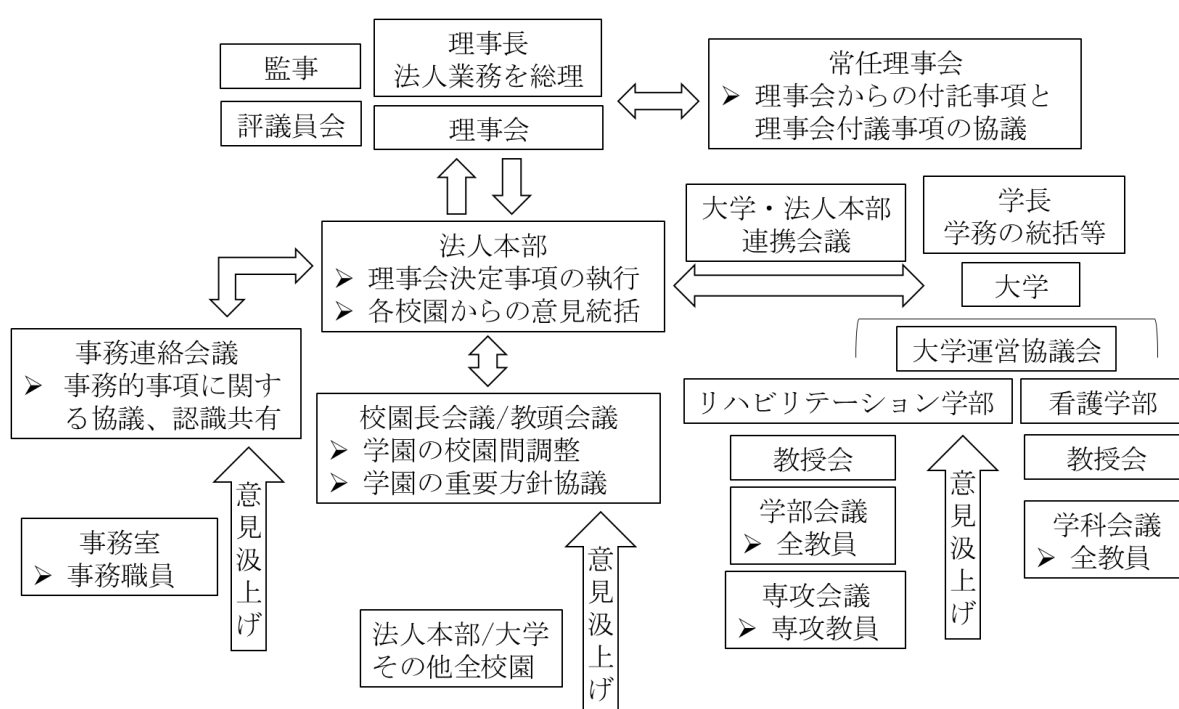 監事
理事長
法人業務を総理
評議員会
理事会
常任理事会
➢ 理事会からの付託事項と
理事会付議事項の協議
法人本部
➢ 理事会決定事項の執行
➢ 各校園からの意見統括
大学・法人本部
連携会議
学長
学務の統括等
大学
大学運営協議会
事務連絡会議
➢ 事務的事項に関す
る協議、認識共有
校園長会議/教頭会議
➢ 学園の校園間調整
➢ 学園の重要方針協議
リハビリテーション学部
看護学部
教授会
学部会議
➢ 全教員
専攻会議
➢ 専攻教員
意見汲上げ
教授会
学科会議
➢ 全教員
事務室
➢ 事務職員
意見汲上げ
法人本部/大学
その他全校園
意見汲上げ